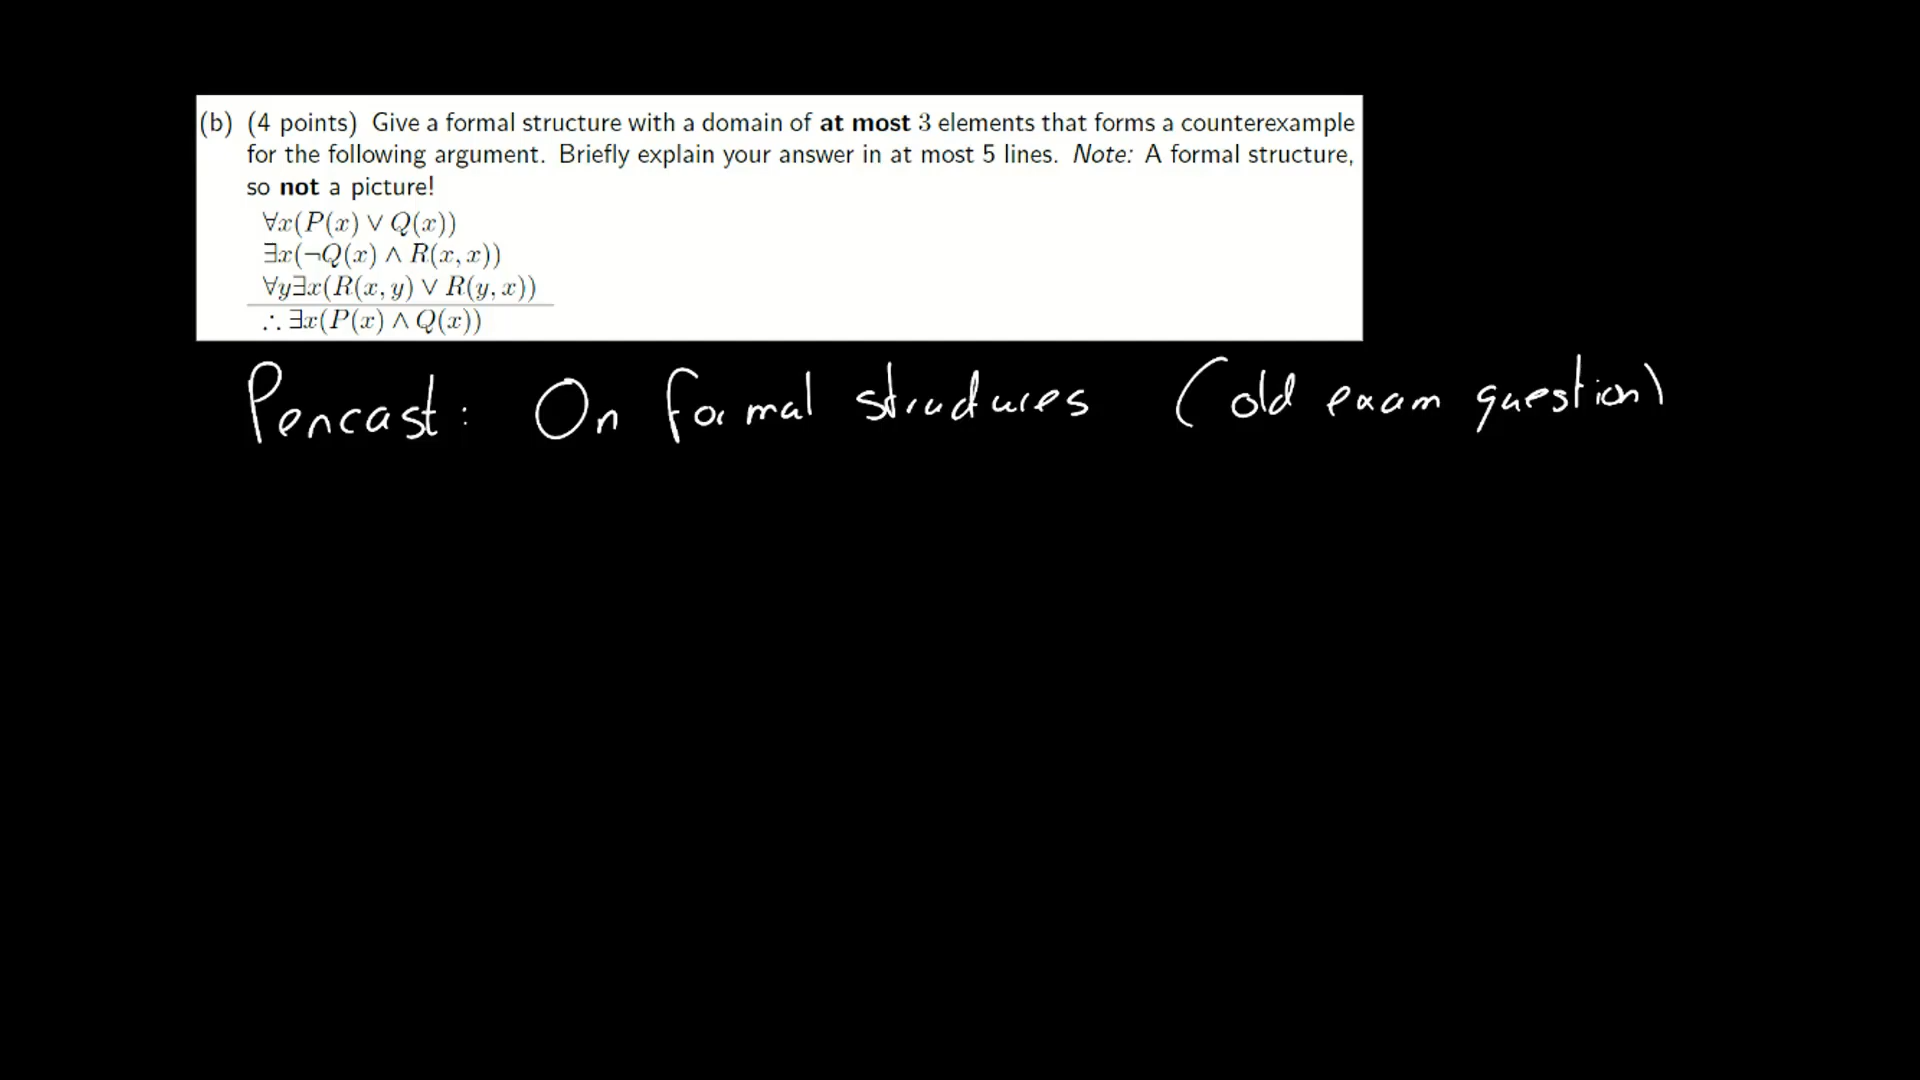 (b) (4 points) Give a formal structure with a domain of at most 3 elements that forms a counterexample
for the following argument. Briefly explain your answer in at most 5 lines. Note: A formal structure,
so not a picture!
∀x(P(x) ∨ Q(x))
∃x(¬Q(x) ∧ R(x, x))
∀y∃x(R(x, y) ∨ R(y, x))
∴ ∃x(P(x) ∧ Q(x))
Pencast: On formal structures (old exam question)